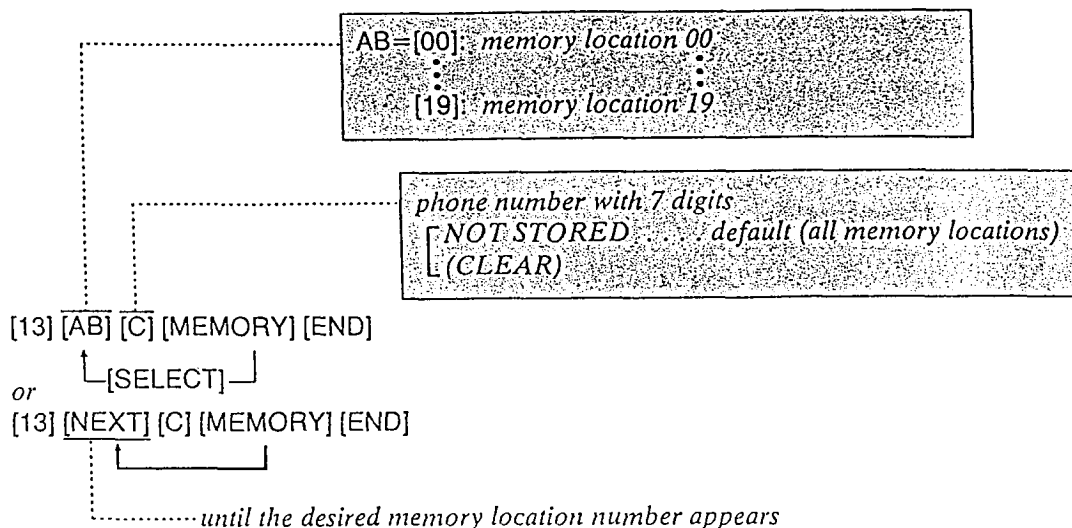 AB=[00]: memory location 00
[19]: memory location 19
phone number with 7 digits
NOT STORED ..... default (all memory locations)
(CLEAR)
[13] [AB] [C] [MEMORY] [END]
[SELECT]
or
[13] [NEXT] [C] [MEMORY] [END]
until the desired memory location number appears